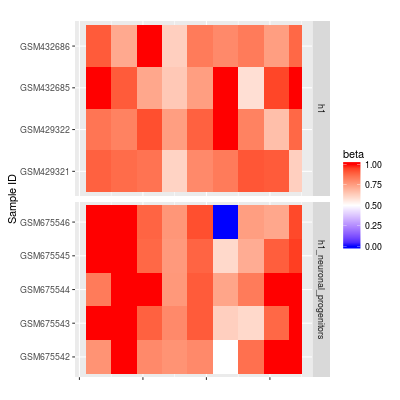 GSM432686
GSM432685
GSM429322
GSM429321
h1
GSM675546
GSM675545
GSM675544
GSM675543
GSM675542
h1_neuronal_progenitors
Sample ID
beta
1.00
0.75
0.50
0.25
0.00